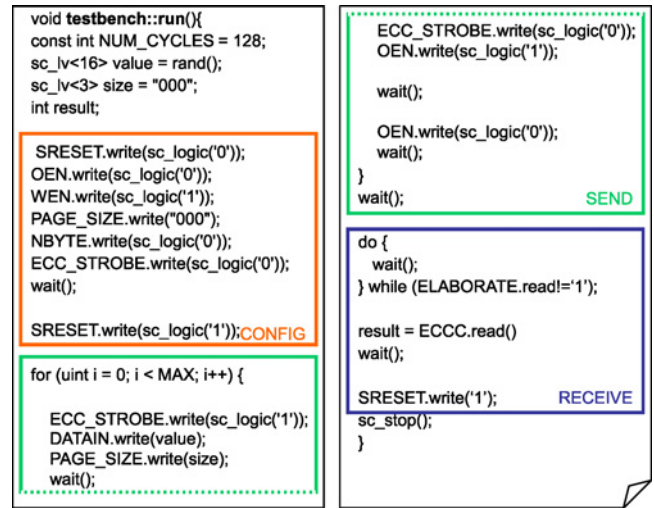 void testbench::run(){
const int NUM_CYCLES = 128;
sc_lv<16> value = rand();
sc_lv<3> size = "000";
int result;
SRESET.write(sc_logic('0'));
OEN.write(sc_logic('0'));
WEN.write(sc_logic('1'));
PAGE_SIZE.write("000");
NBYTE.write(sc_logic('0'));
ECC_STROBE.write(sc_logic('0'));
wait();
SRESET.write(sc_logic('1'));CONFIG
for (uint i = 0; i < MAX; i++) {
ECC_STROBE.write(sc_logic('1'));
DATAIN.write(value);
PAGE_SIZE.write(size);
wait();
ECC_STROBE.write(sc_logic('0'));
OEN.write(sc_logic('1'));
wait();
OEN.write(sc_logic('0'));
wait();
}
wait(); SEND
do {
wait();
} while (ELABORATE.read!='1');
result = ECCC.read()
wait();
SRESET.write('1'); RECEIVE
sc_stop();
}